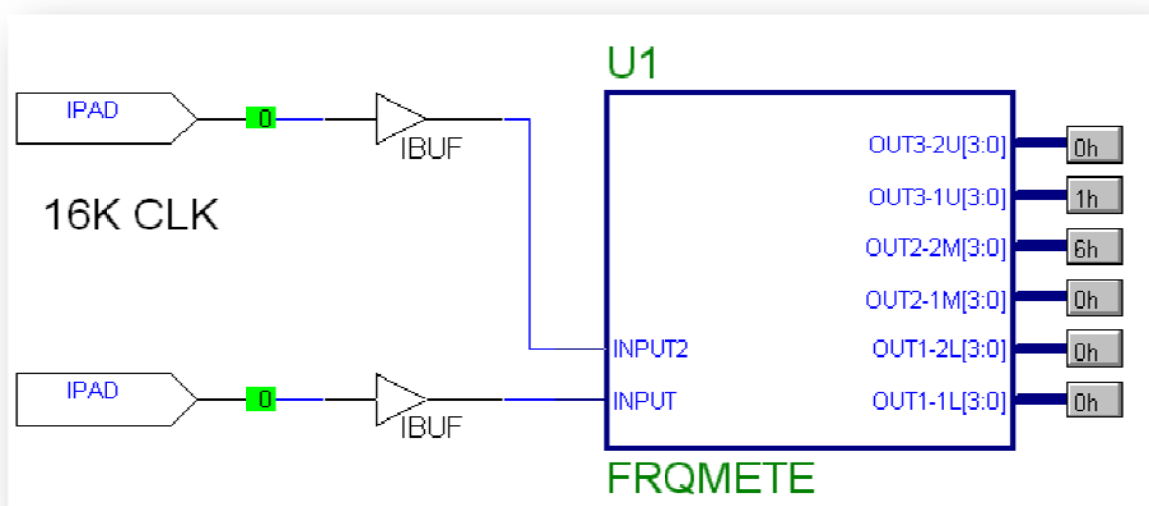 U1
IPAD
0
IBUF
OUT3-2U[3:0]
0h
16K CLK
OUT3-1U[3:0]
1h
OUT2-2M[3:0]
6h
OUT2-1M[3:0]
0h
INPUT2
OUT1-2L[3:0]
0h
IPAD
0
IBUF
INPUT
OUT1-1L[3:0]
0h
FRQMETE